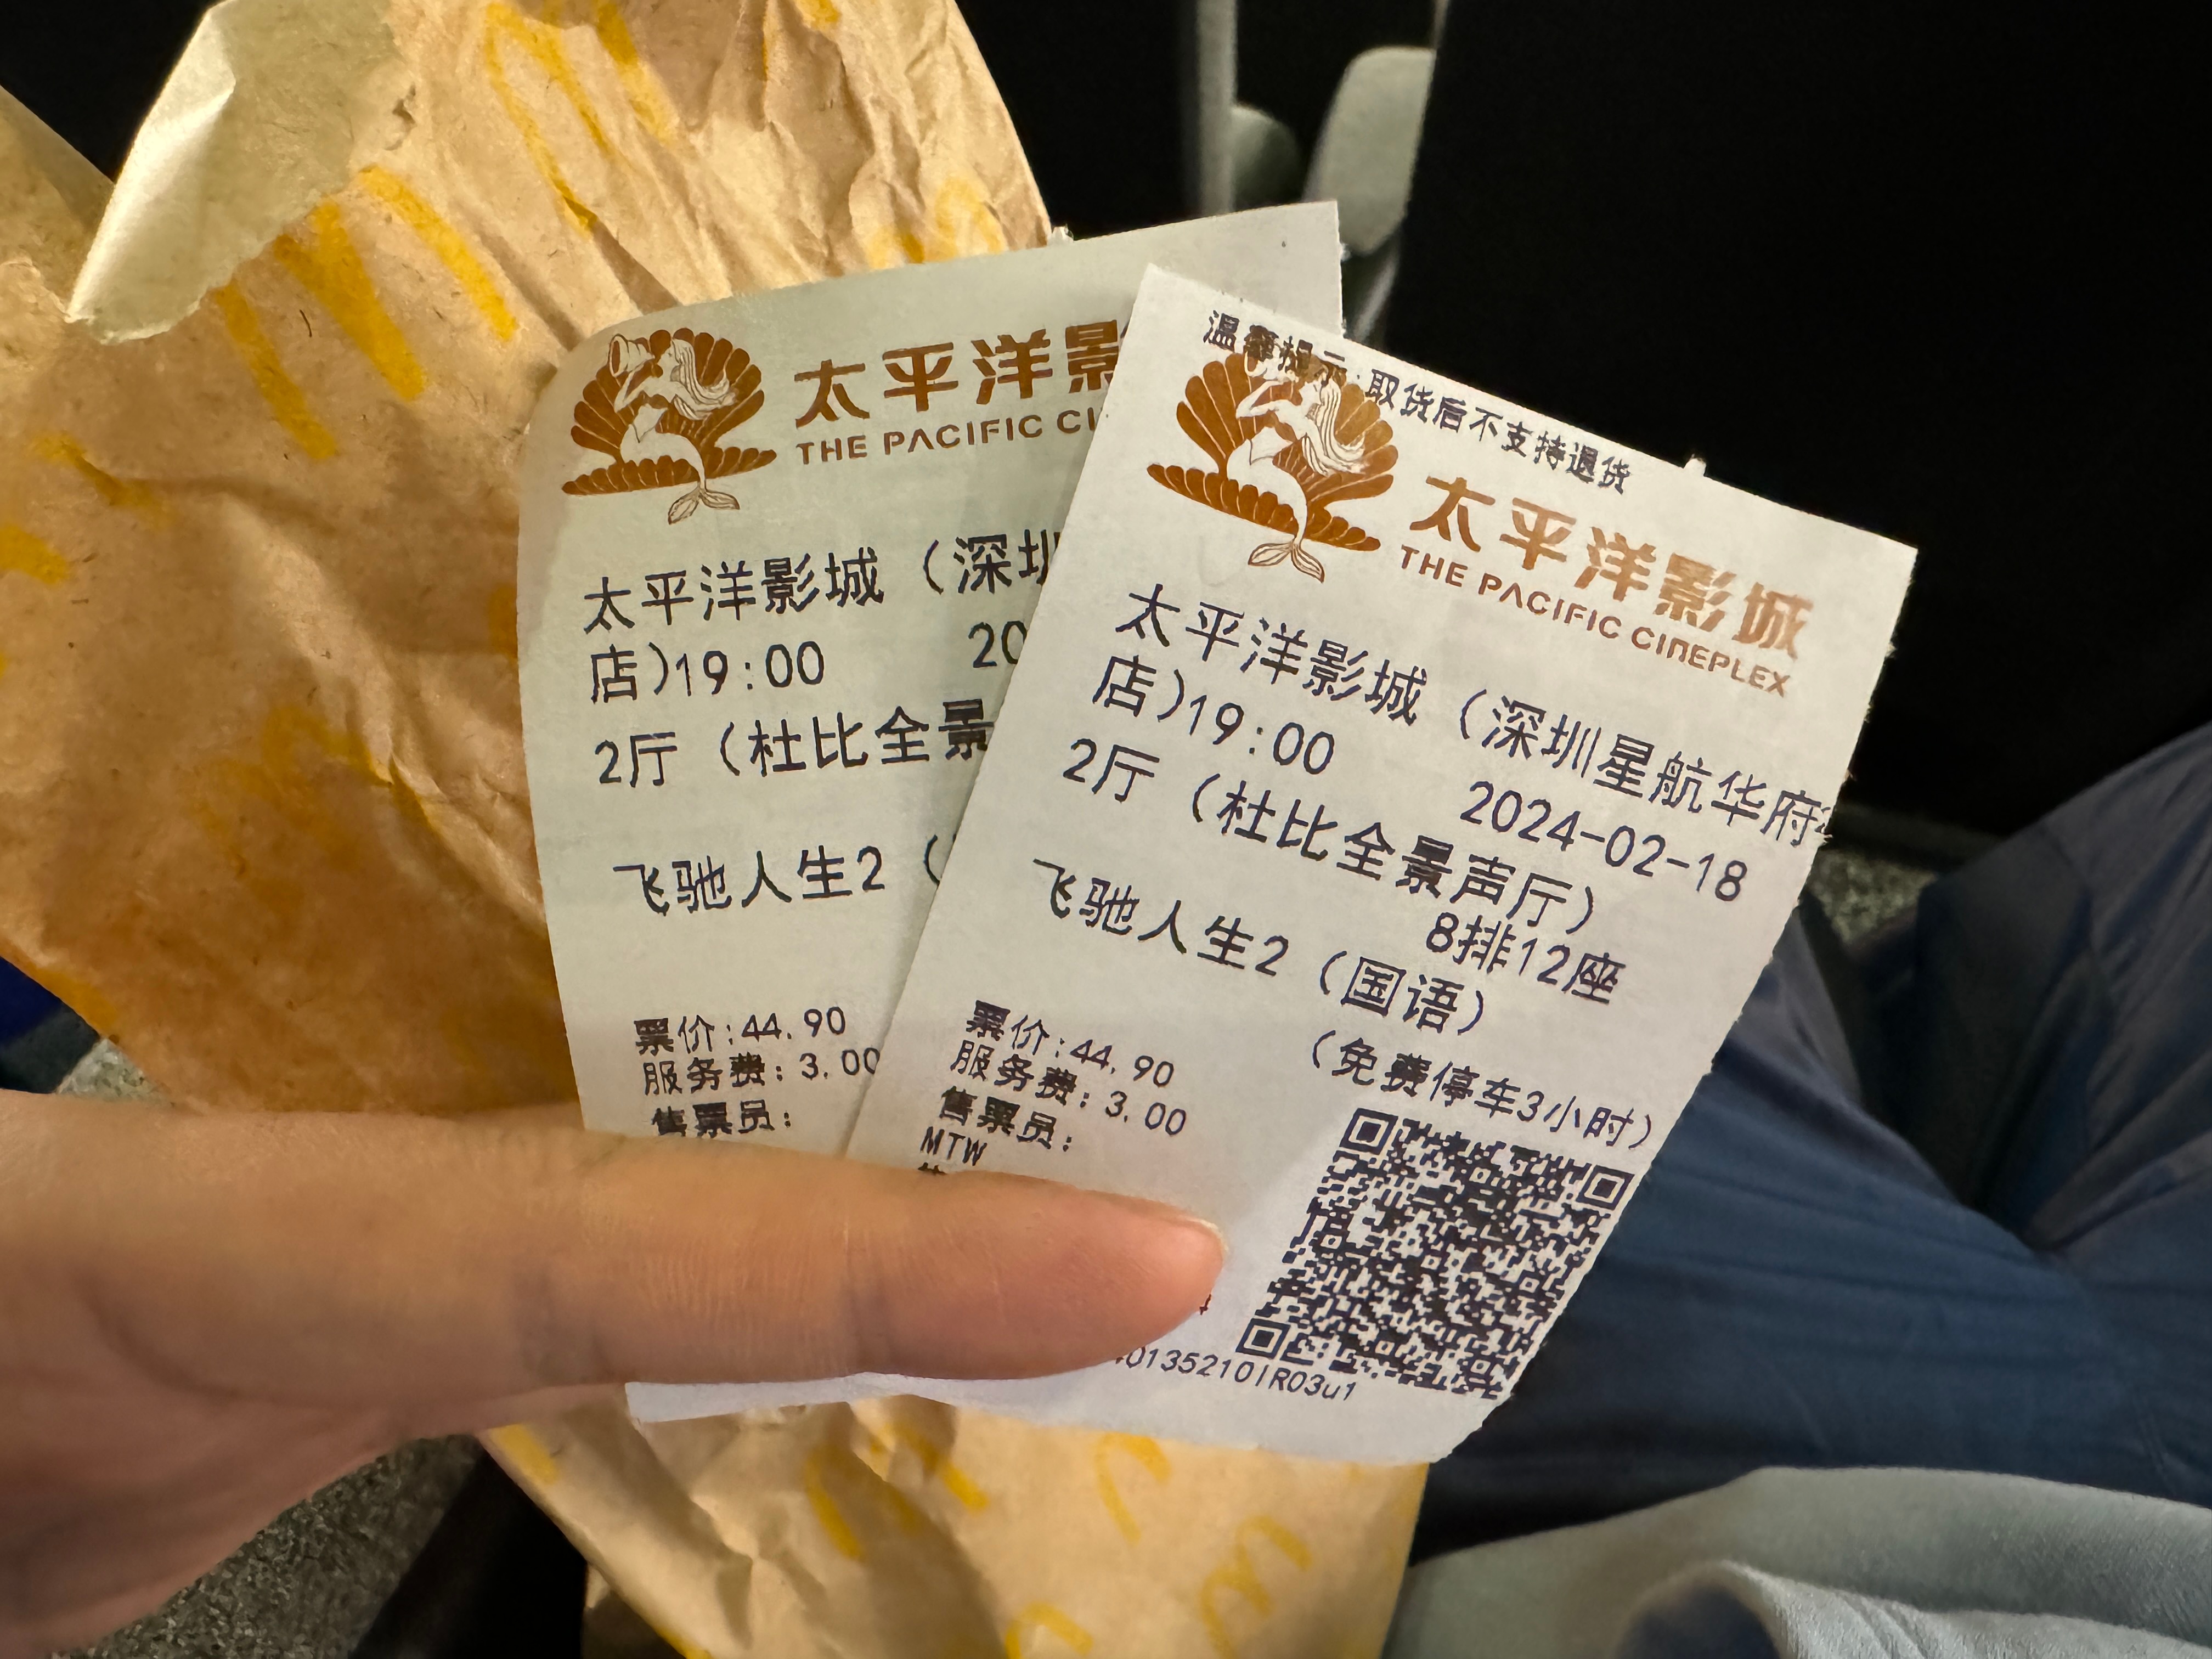 太平洋影
THE PACIFIC CI
太平洋影城（深圳
店)19:00 20
2厅（杜比全景
飞驰人生2（
票价:44.90
服务费:3.00
售票员:
温馨提示:取货后不支持退货
太平洋影城
THE PACIFIC CINEPLEX
太平洋影城（深圳星航华府
店)19:00 2024-02-18
2厅（杜比全景声厅）
8排12座
飞驰人生2（国语）
（免费停车3小时）
票价:44.90
服务费:3.00
售票员:
MTW
0135210IR03u1